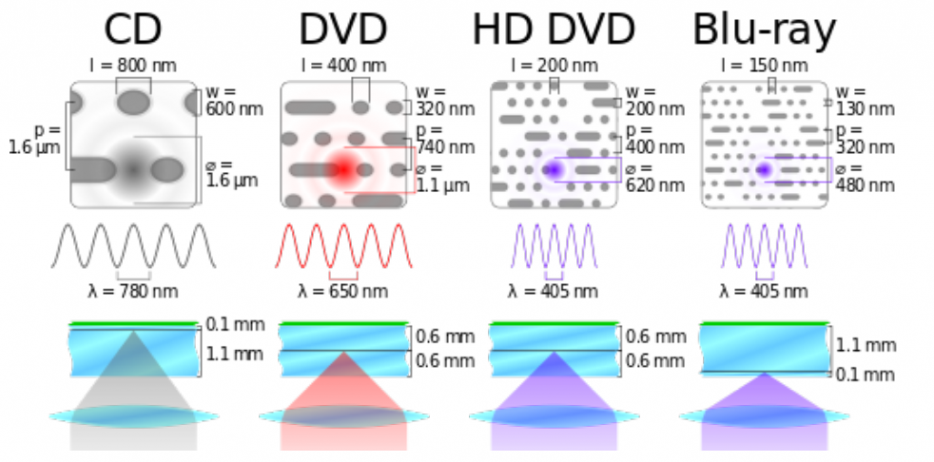 CD
DVD
HD DVD
Blu-ray
l = 800 nm
l = 400 nm
l = 200 nm
l = 150 nm
w =
600 nm
p =
1.6 µm
⌀ =
1.6 µm
w =
320 nm
p =
740 nm
⌀ =
1.1 µm
w =
200 nm
p =
400 nm
⌀ =
620 nm
w =
130 nm
p =
320 nm
⌀ =
480 nm
λ = 780 nm
λ = 650 nm
λ = 405 nm
λ = 405 nm
0.1 mm
1.1 mm
0.6 mm
0.6 mm
0.6 mm
0.6 mm
1.1 mm
0.1 mm